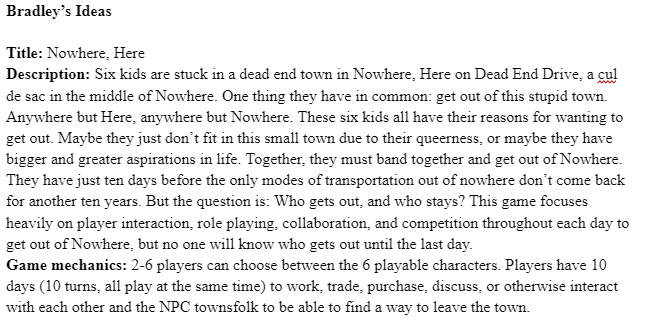 Bradley’s Ideas
Title: Nowhere, Here
Description: Six kids are stuck in a dead end town in Nowhere, Here on Dead End Drive, a cul
de sac in the middle of Nowhere. One thing they have in common: get out of this stupid town.
Anywhere but Here, anywhere but Nowhere. These six kids all have their reasons for wanting to
get out. Maybe they just don’t fit in this small town due to their queerness, or maybe they have
bigger and greater aspirations in life. Together, they must band together and get out of Nowhere.
They have just ten days before the only modes of transportation out of nowhere don’t come back
for another ten years. But the question is: Who gets out, and who stays? This game focuses
heavily on player interaction, role playing, collaboration, and competition throughout each day to
get out of Nowhere, but no one will know who gets out until the last day.
Game mechanics: 2-6 players can choose between the 6 playable characters. Players have 10
days (10 turns, all play at the same time) to work, trade, purchase, discuss, or otherwise interact
with each other and the NPC townsfolk to be able to find a way to leave the town.